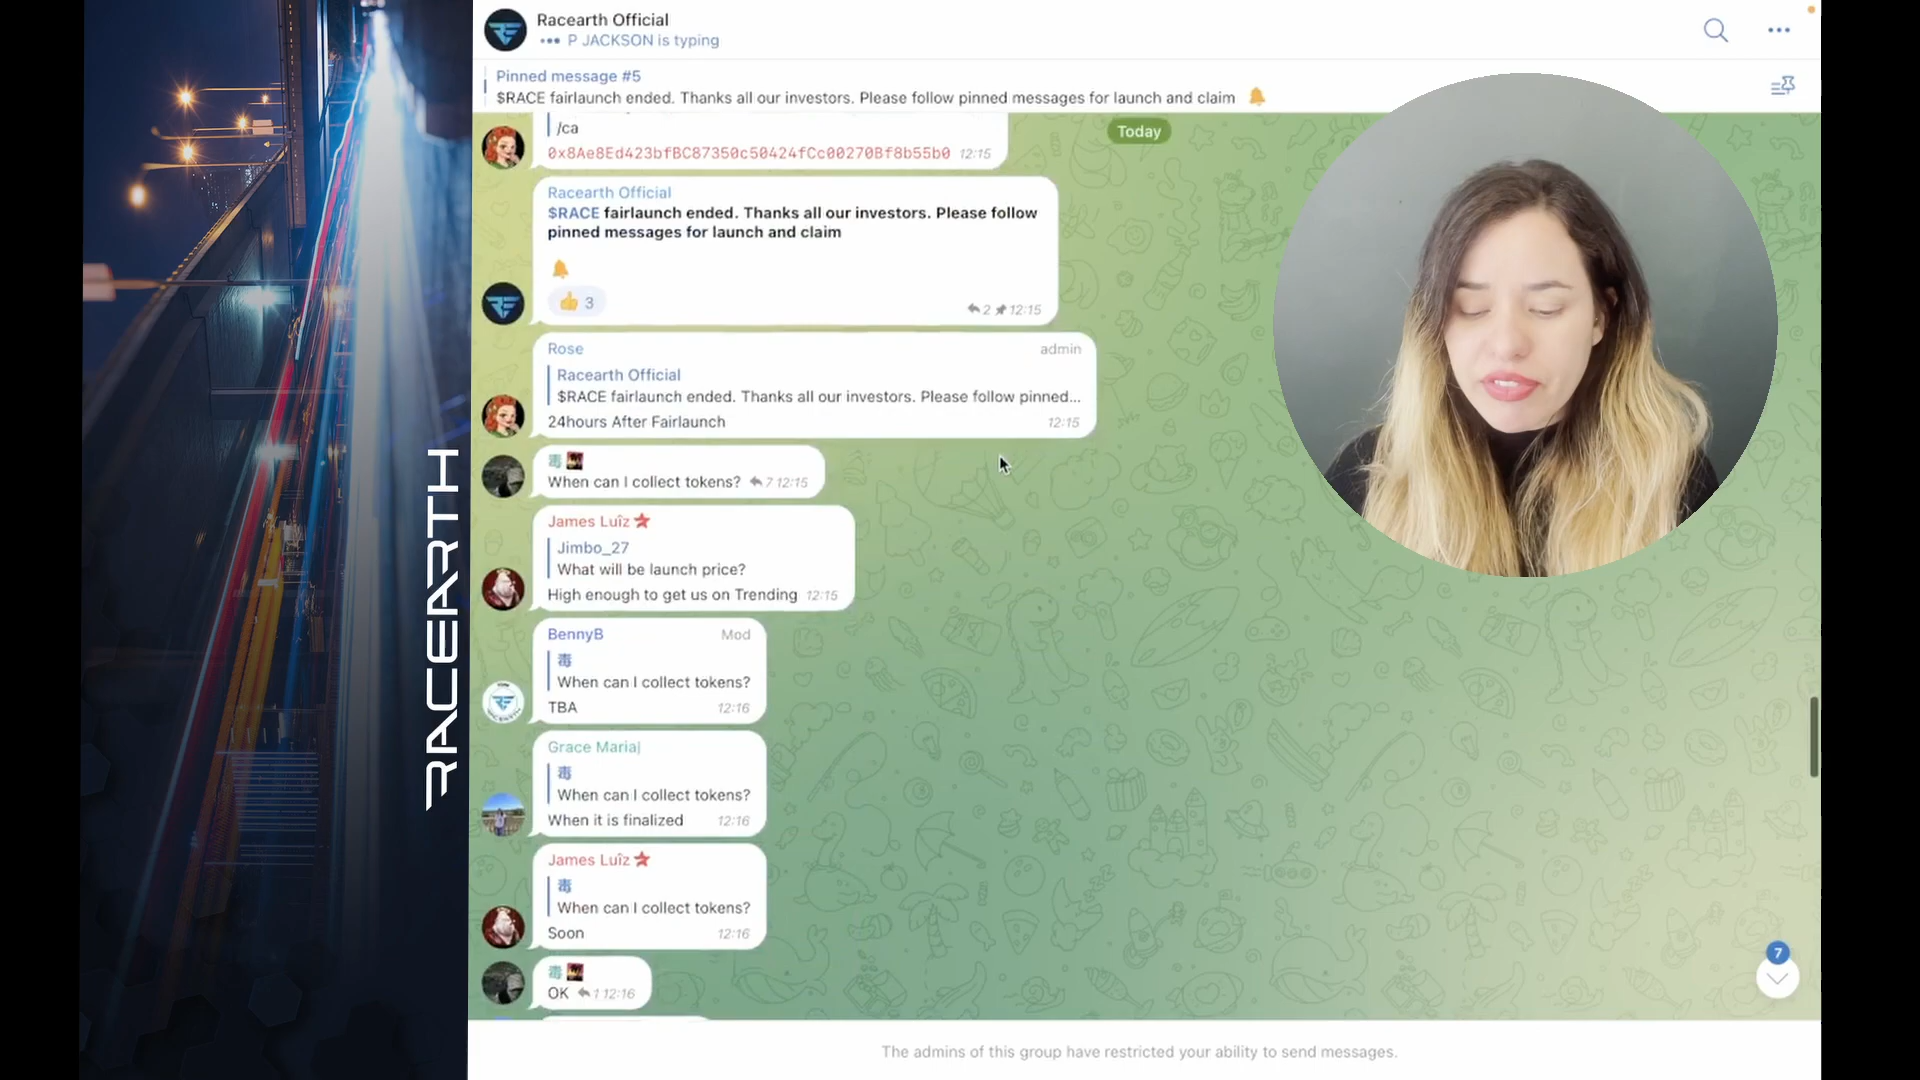 RACEARTH
Racearth Official
P JACKSON is typing
Pinned message #5
$RACE fairlaunch ended. Thanks all our investors. Please follow pinned messages for launch and claim 🔔
Today
/ca
0x8Ae8Ed423bfBC87350c50424fCc00270Bf8b55b0 12:15
Racearth Official
$RACE fairlaunch ended. Thanks all our investors. Please follow
pinned messages for launch and claim
🔔
👍 3
2 12:15
Rose admin
Racearth Official
$RACE fairlaunch ended. Thanks all our investors. Please follow pinned...
24hours After Fairlaunch 12:15
毒
When can I collect tokens? 7 12:15
James Luîz
Jimbo_27
What will be launch price?
High enough to get us on Trending 12:15
BennyB Mod
毒
When can I collect tokens?
TBA 12:16
Grace Maria|
毒
When can I collect tokens?
When it is finalized 12:16
James Luîz
毒
When can I collect tokens?
Soon 12:16
毒
OK 1 12:16
7
The admins of this group have restricted your ability to send messages.